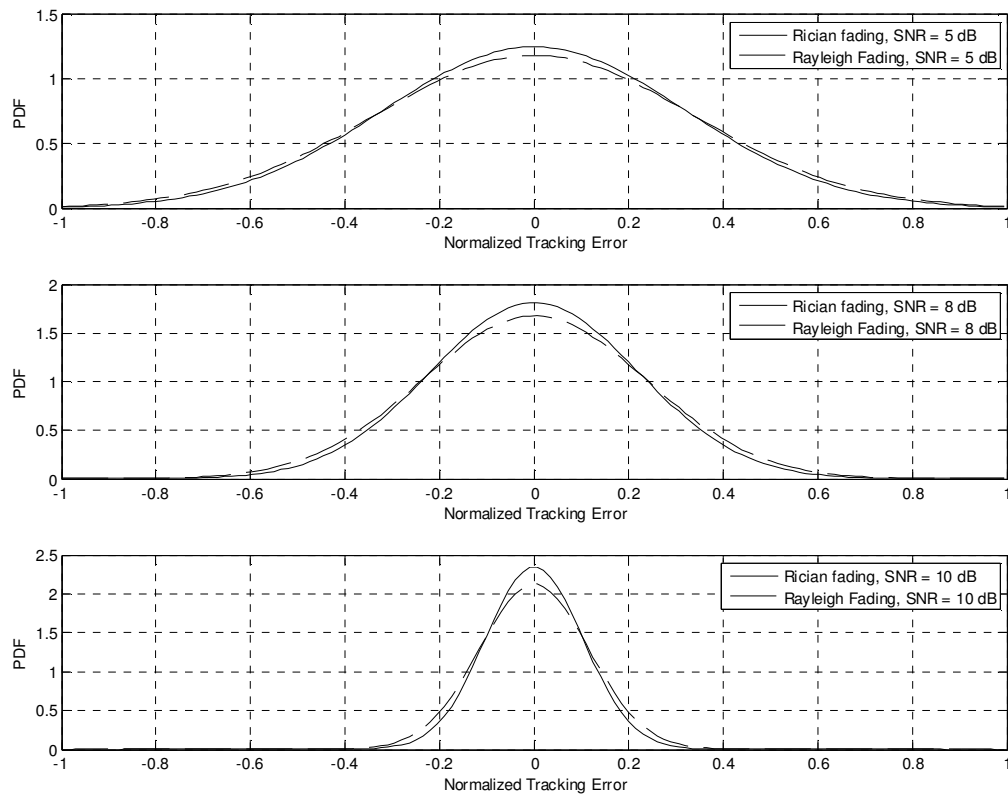 1.5
1
0.5
0
PDF
Rician fading, SNR = 5 dB
Rayleigh Fading, SNR = 5 dB
-1 -0.8 -0.6 -0.4 -0.2 0 0.2 0.4 0.6 0.8 1
Normalized Tracking Error
2
1.5
1
0.5
0
PDF
Rician fading, SNR = 8 dB
Rayleigh Fading, SNR = 8 dB
-1 -0.8 -0.6 -0.4 -0.2 0 0.2 0.4 0.6 0.8 1
Normalized Tracking Error
2.5
2
1.5
1
0.5
0
PDF
Rician fading, SNR = 10 dB
Rayleigh Fading, SNR = 10 dB
-1 -0.8 -0.6 -0.4 -0.2 0 0.2 0.4 0.6 0.8 1
Normalized Tracking Error